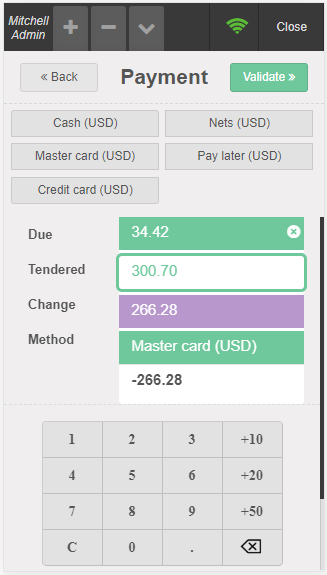 Mitchell
Admin
Close
« Back
Payment
Validate »
Cash (USD)
Nets (USD)
Master card (USD)
Pay later (USD)
Credit card (USD)
Due
34.42
Tendered
300.70
Change
266.28
Method
Master card (USD)
-266.28
1
2
3
+10
4
5
6
+20
7
8
9
+50
C
0
.